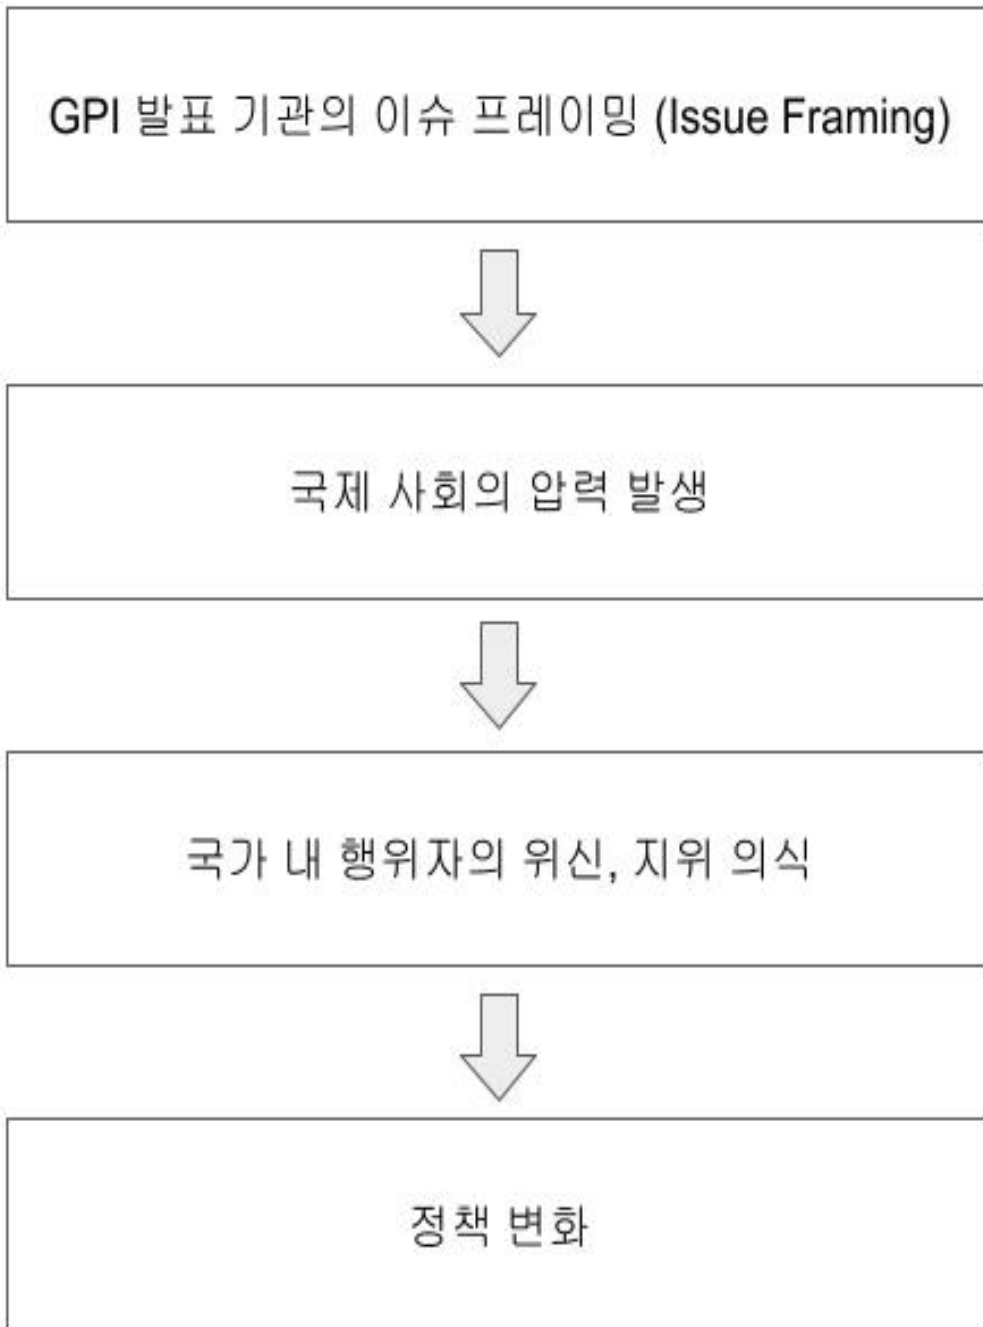 GPI 발표 기관의 이슈 프레이밍 (Issue Framing)
국제 사회의 압력 발생
국가 내 행위자의 위신, 지위 의식
정책 변화